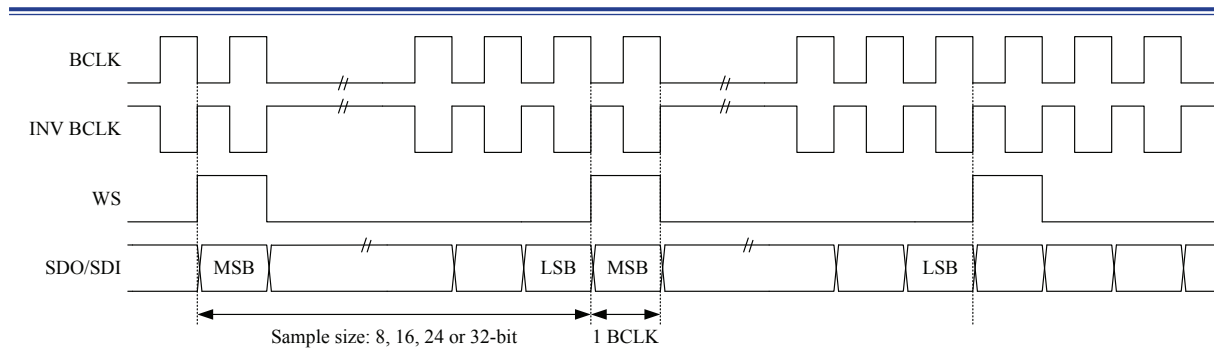 BCLK
INV BCLK
WS
SDO/SDI MSB LSB MSB LSB
Sample size: 8, 16, 24 or 32-bit 1 BCLK